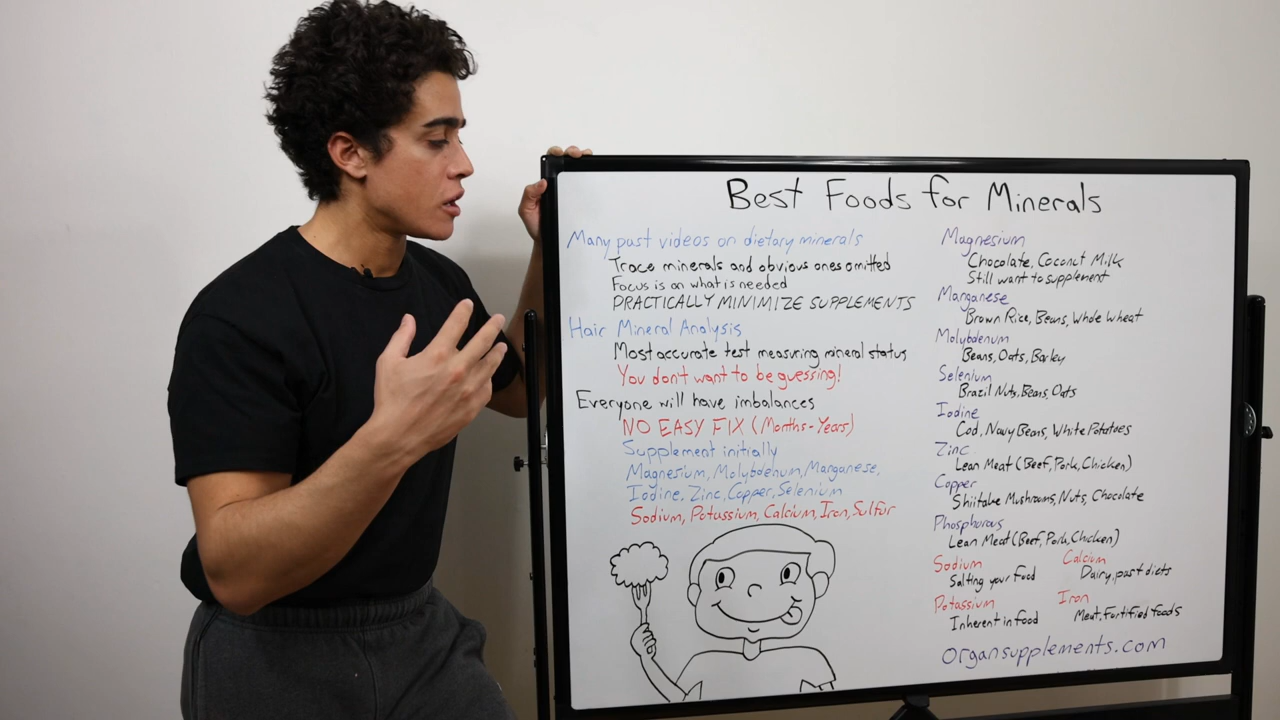 Best Foods for Minerals
Many past videos on dietary minerals
Trace minerals and obvious ones omitted
Focus is on what is needed
PRACTICALLY MINIMIZE SUPPLEMENTS
Hair Mineral Analysis
Most accurate test measuring mineral status
You don't want to be guessing!
Everyone will have imbalances
NO EASY FIX (Months-Years)
Supplement initially
Magnesium, Molybdenum, Manganese,
Iodine, Zinc, Copper, Selenium
Sodium, Potassium, Calcium, Iron, Sulfur
Magnesium
Chocolate, Coconut Milk
Still want to supplement
Manganese
Brown Rice, Beans, Whole Wheat
Molybdenum
Beans, Oats, Barley
Selenium
Brazil Nuts, Beans, Oats
Iodine
Cod, Navy Beans, White Potatoes
Zinc
Lean Meat (Beef, Pork, Chicken)
Copper
Shiitake Mushrooms, Nuts, Chocolate
Phosphorous
Lean Meat (Beef, Pork, Chicken)
Sodium
Salting your food
Calcium
Dairy, past diets
Potassium
Inherent in food
Iron
Meat, Fortified foods
organsupplements.com